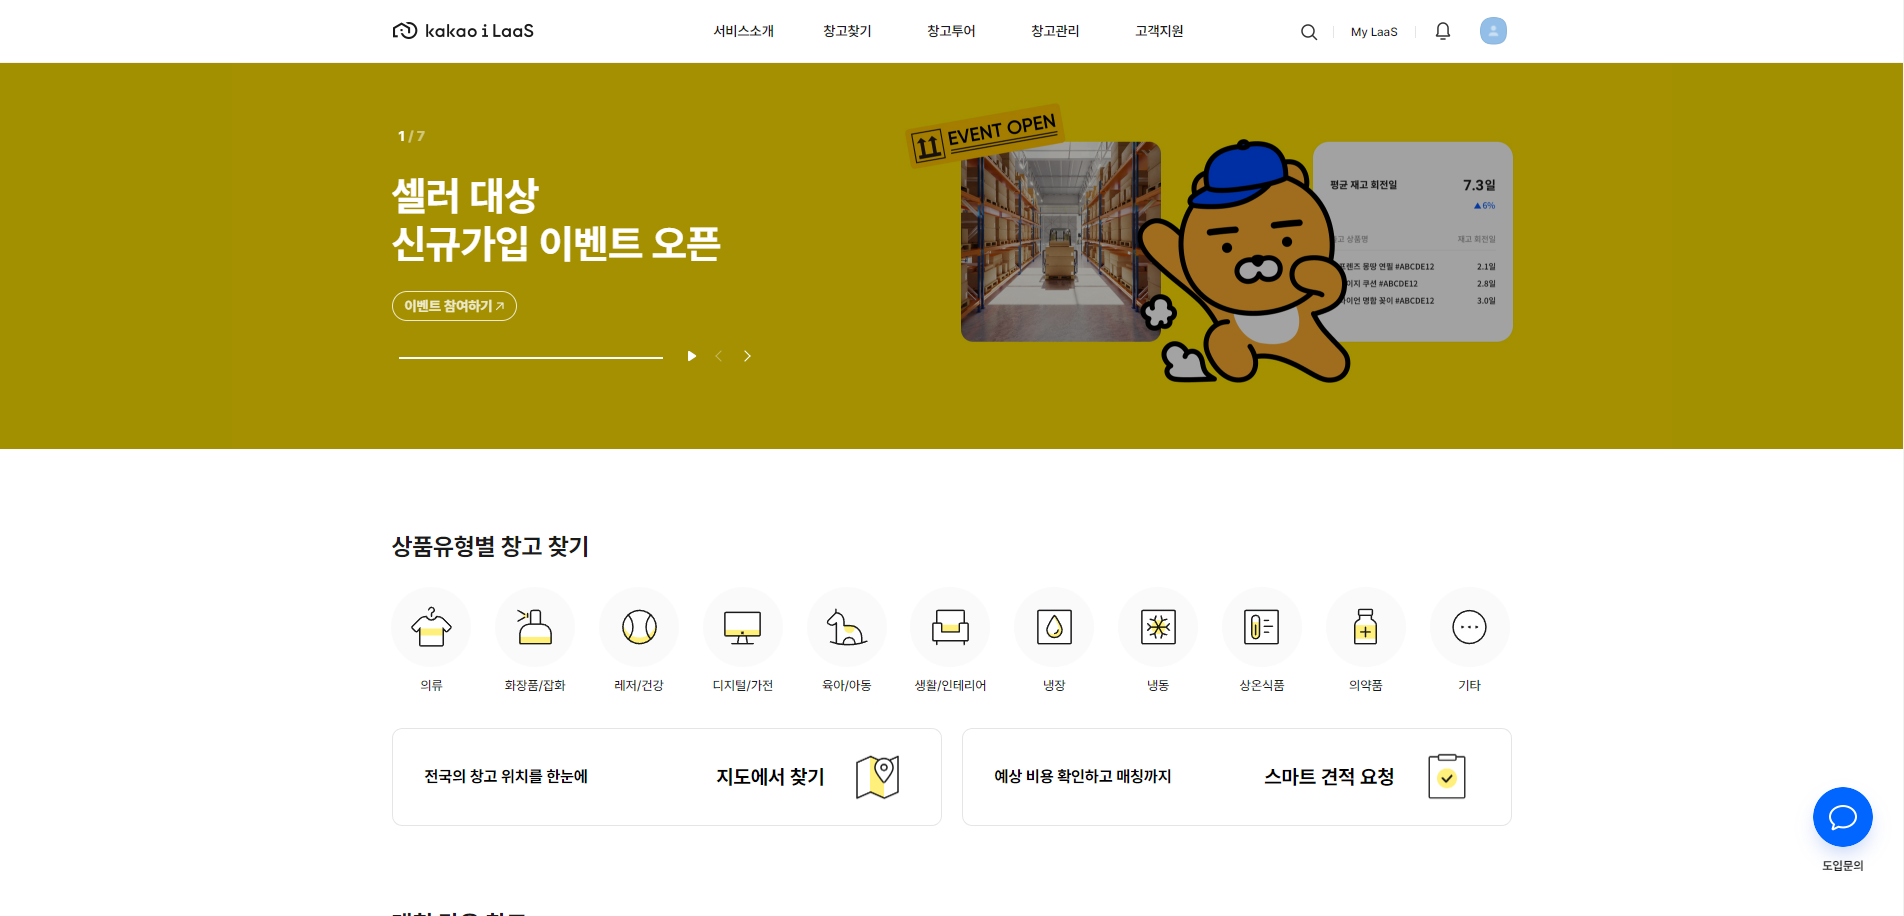 kakao i LaaS
서비스소개
창고찾기
창고투어
창고관리
고객지원
My LaaS
1 / 7
셀러 대상
신규가입 이벤트 오픈
이벤트 참여하기
EVENT OPEN
평균 재고 회전일
7.3일
▲6%
상품명
재고 회전일
프렌즈 몽땅 연필 #ABCDE12
2.1일
이지 쿠션 #ABCDE12
2.8일
라이언 명함 꽂이 #ABCDE12
3.0일
상품유형별 창고 찾기
의류
화장품/잡화
레저/건강
디지털/가전
육아/아동
생활/인테리어
냉장
냉동
상온식품
의약품
기타
전국의 창고 위치를 한눈에
지도에서 찾기
예상 비용 확인하고 매칭까지
스마트 견적 요청
도입문의